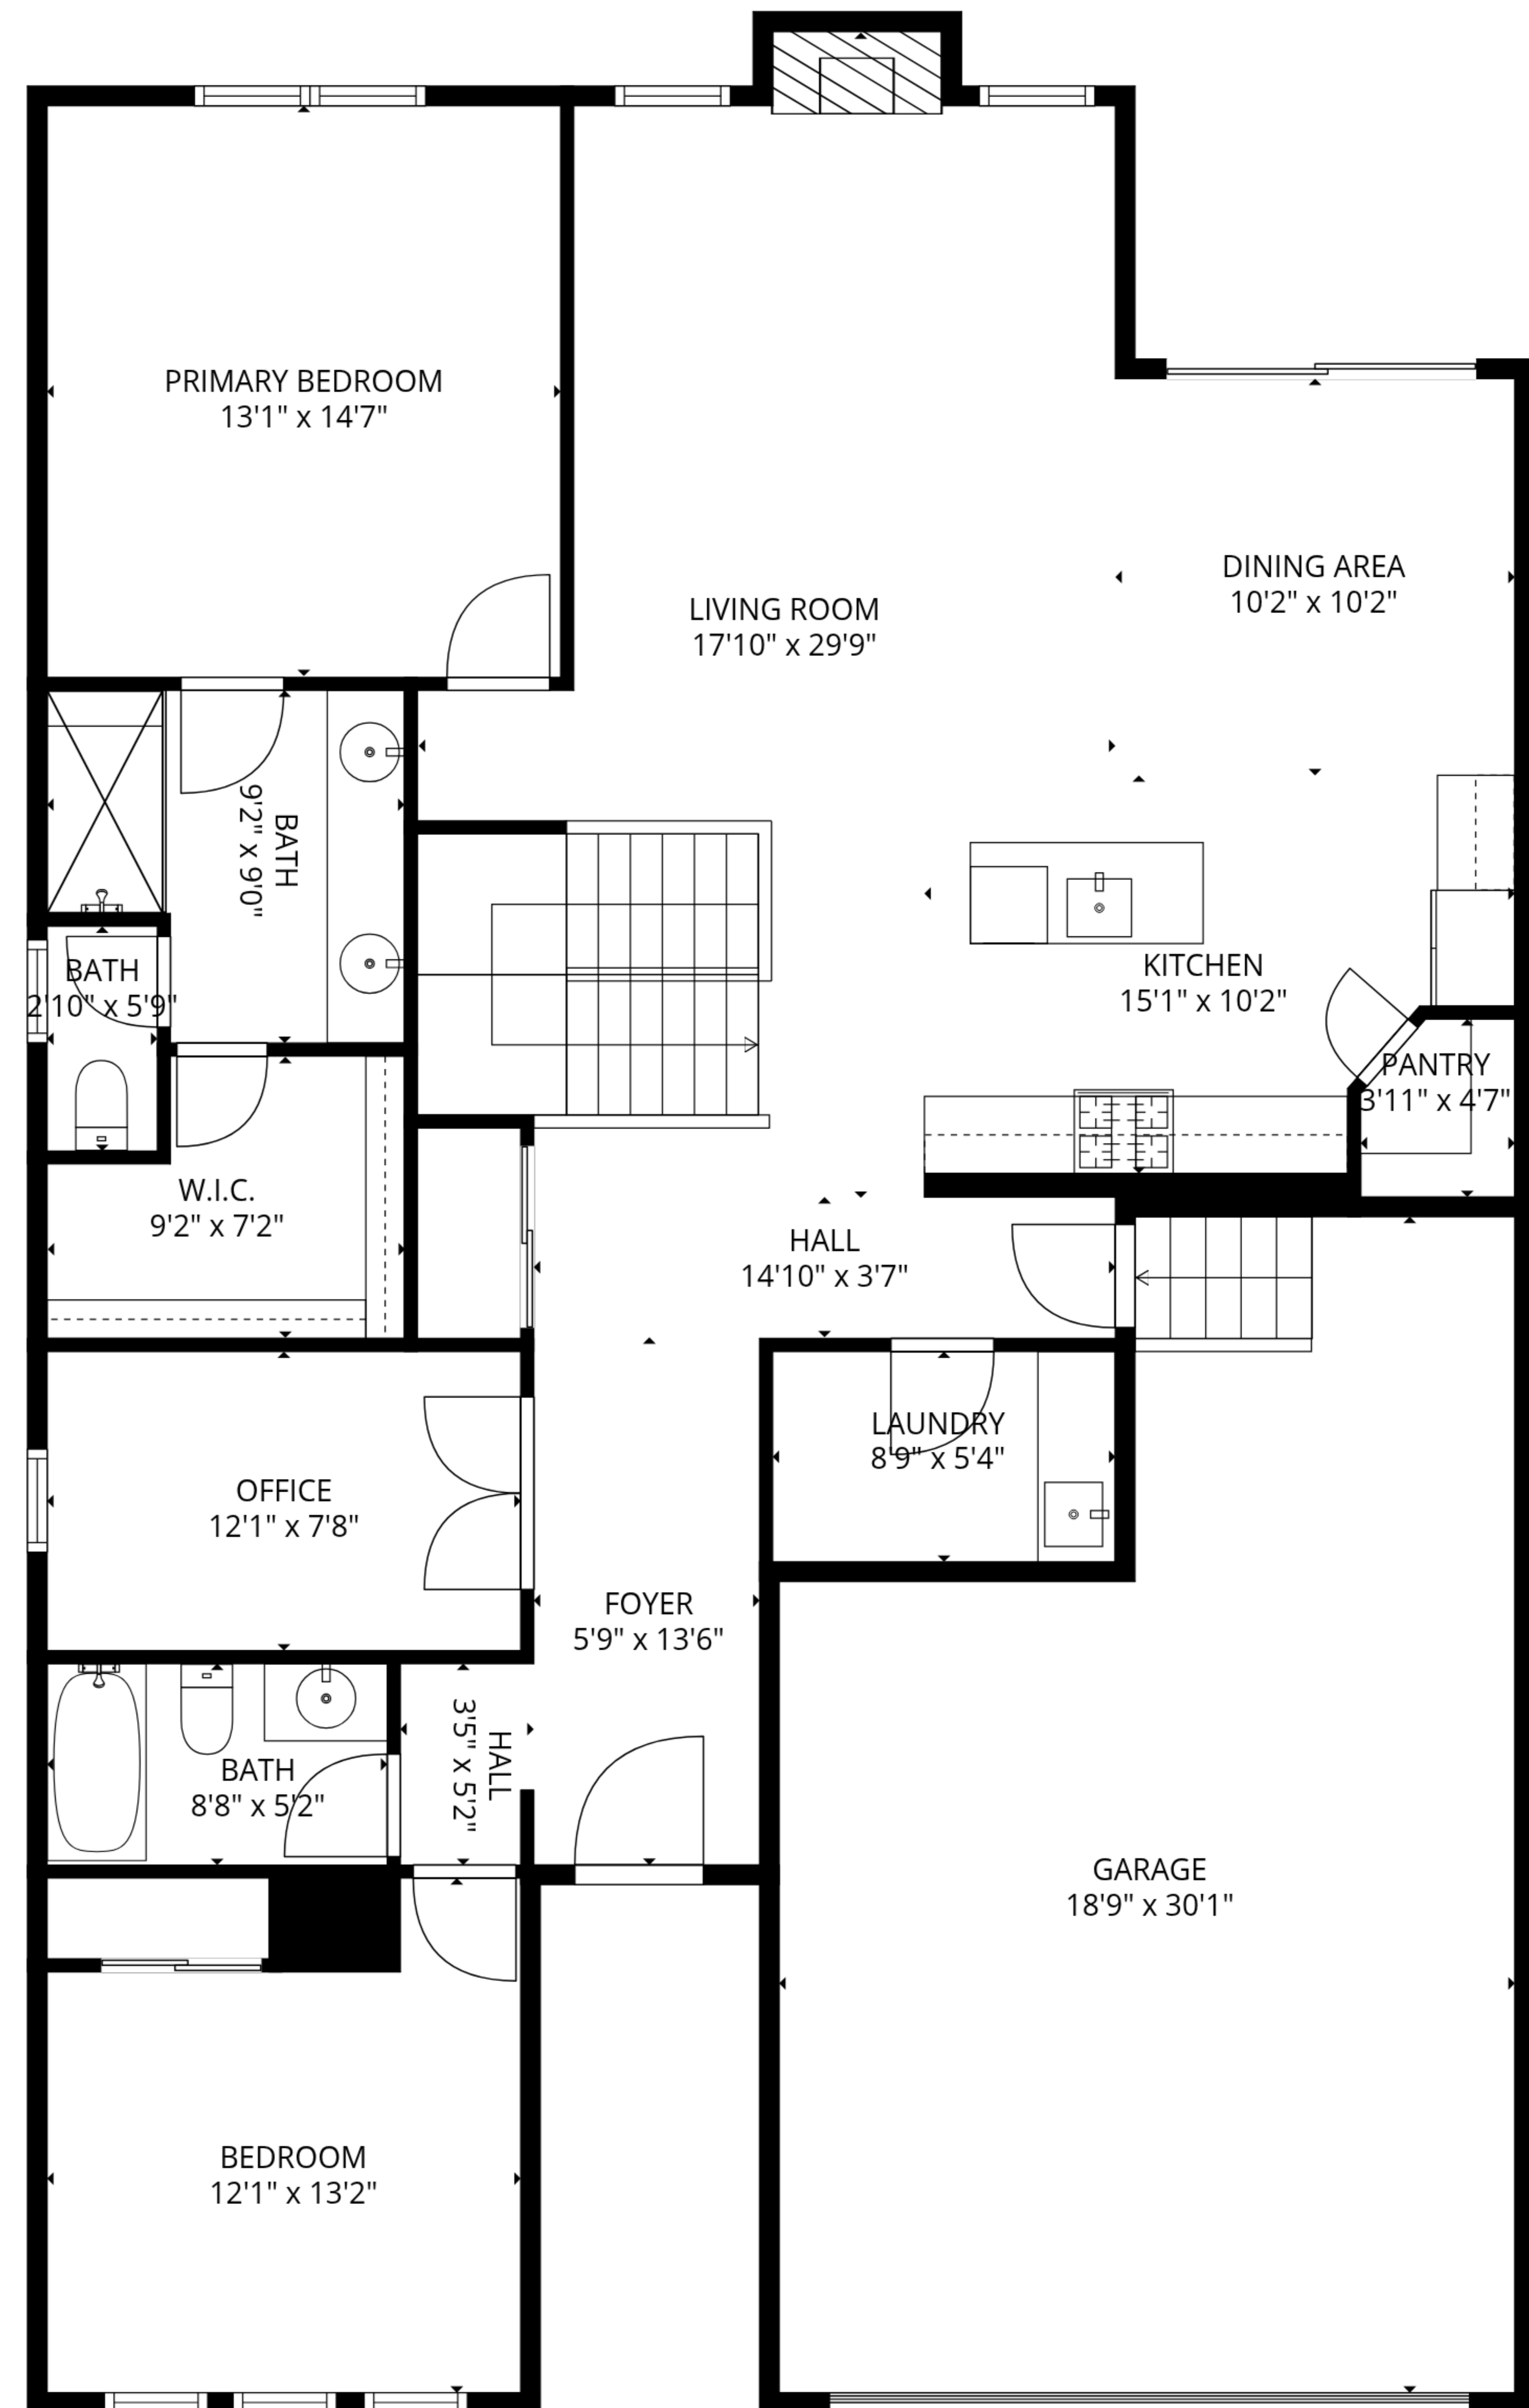 PRIMARY BEDROOM
13'1" x 14'7"
LIVING ROOM
17'10" x 29'9"
DINING AREA
10'2" x 10'2"
BATH
9'2" x 9'0"
BATH
2'10" x 5'9"
KITCHEN
15'1" x 10'2"
PANTRY
3'11" x 4'7"
W.I.C.
9'2" x 7'2"
HALL
14'10" x 3'7"
LAUNDRY
8'9" x 5'4"
OFFICE
12'1" x 7'8"
FOYER
5'9" x 13'6"
HALL
3'5" x 5'2"
BATH
8'8" x 5'2"
GARAGE
18'9" x 30'1"
BEDROOM
12'1" x 13'2"